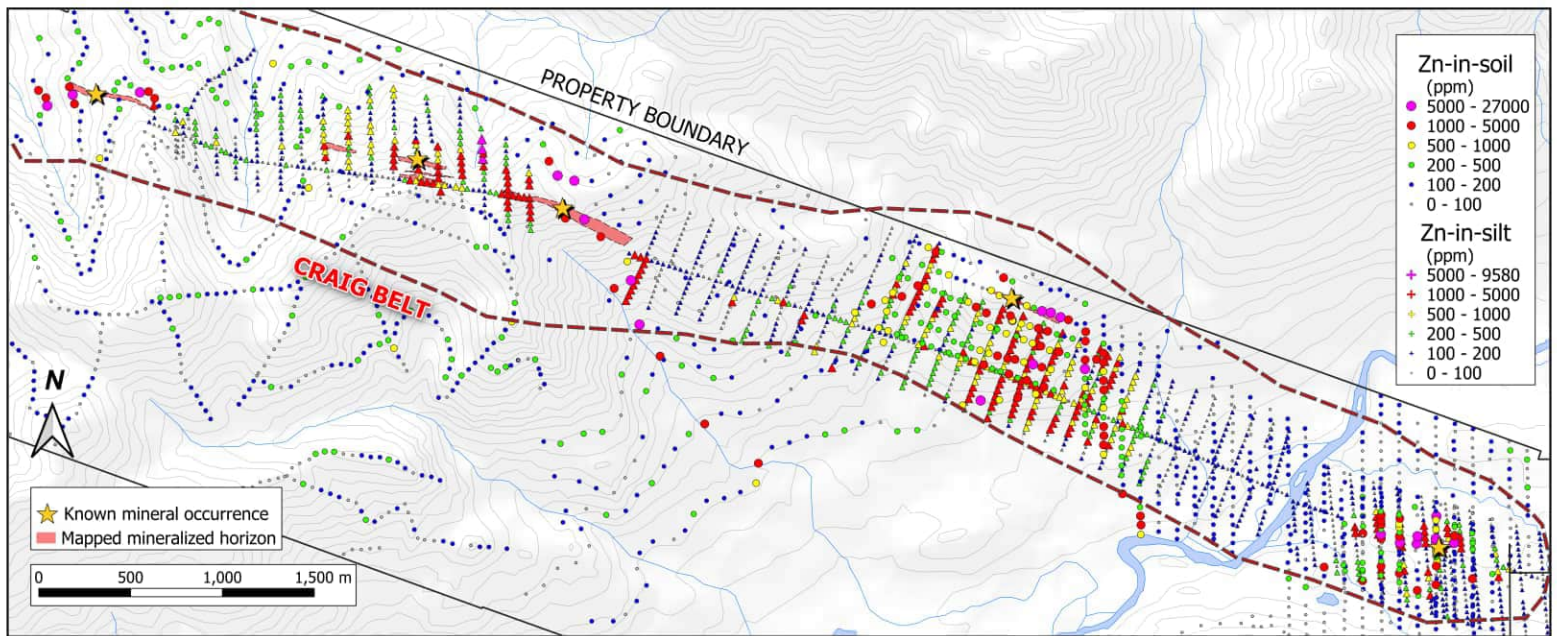 PROPERTY BOUNDARY
Zn-in-soil
(ppm)
5000 - 27000
1000 - 5000
500 - 1000
200 - 500
100 - 200
0 - 100
Zn-in-silt
(ppm)
5000 - 9580
1000 - 5000
500 - 1000
200 - 500
100 - 200
0 - 100
CRAIG BELT
N
Known mineral occurrence
Mapped mineralized horizon
0 500 1,000 1,500 m